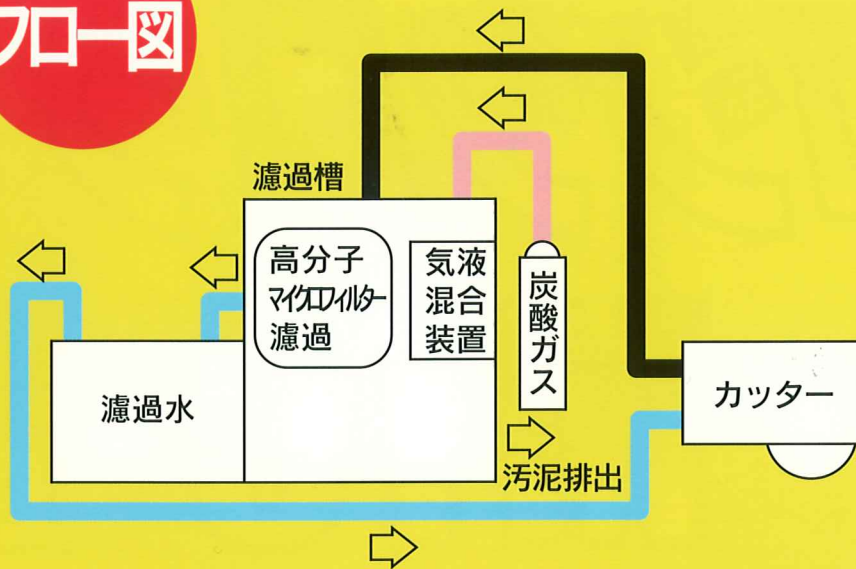 フロー図
濾過槽
高分子
マイクロフィルター
濾過
気液
混合
装置
炭酸ガス
濾過水
カッター
汚泥排出